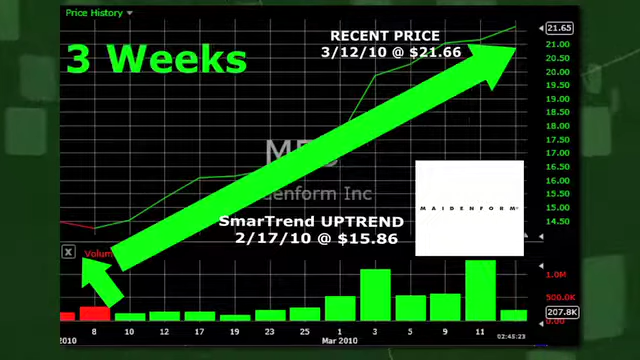 Price History
3 Weeks
RECENT PRICE
3/12/10 @ $21.66
21.65
21.00
20.50
20.00
19.50
19.00
18.50
18.00
17.50
16.50
16.00
15.50
15.00
14.50
Inc
MAIDENFORM
SmarTrend UPTREND
2/17/10 @ $15.86
X
1.0M
500.0K
207.8K
0.00
8 10 12 17 19 23 25 1 3 5 9 11
2010 Mar 2010 02:45:23